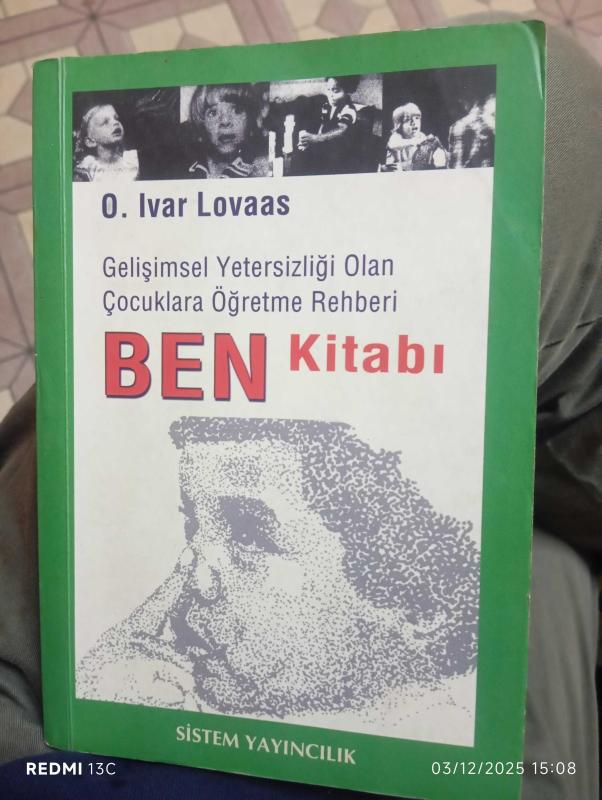 O. Ivar Lovaas
Gelişimsel Yetersizliği Olan
Çocuklara Öğretme Rehberi
BEN Kitabı
SİSTEM YAYINCILIK
REDMI 13C
03/12/2025 15:08